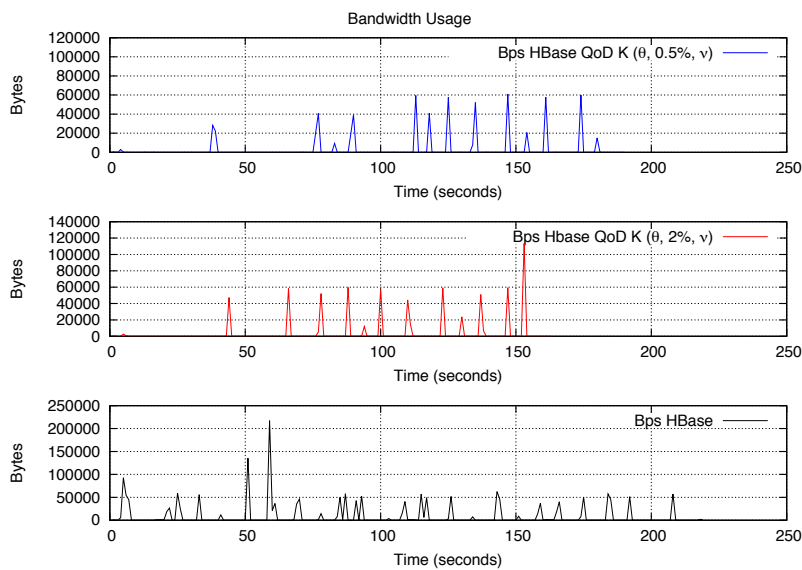 Bandwidth Usage
120000
100000
80000
60000
40000
20000
0
Bytes
Bps HBase QoD K (θ, 0.5%, ν)
0 50 100 150 200 250
Time (seconds)
140000
120000
100000
80000
60000
40000
20000
0
Bytes
Bps Hbase QoD K (θ, 2%, ν)
0 50 100 150 200 250
Time (seconds)
250000
200000
150000
100000
50000
0
Bytes
Bps HBase
0 50 100 150 200 250
Time (seconds)